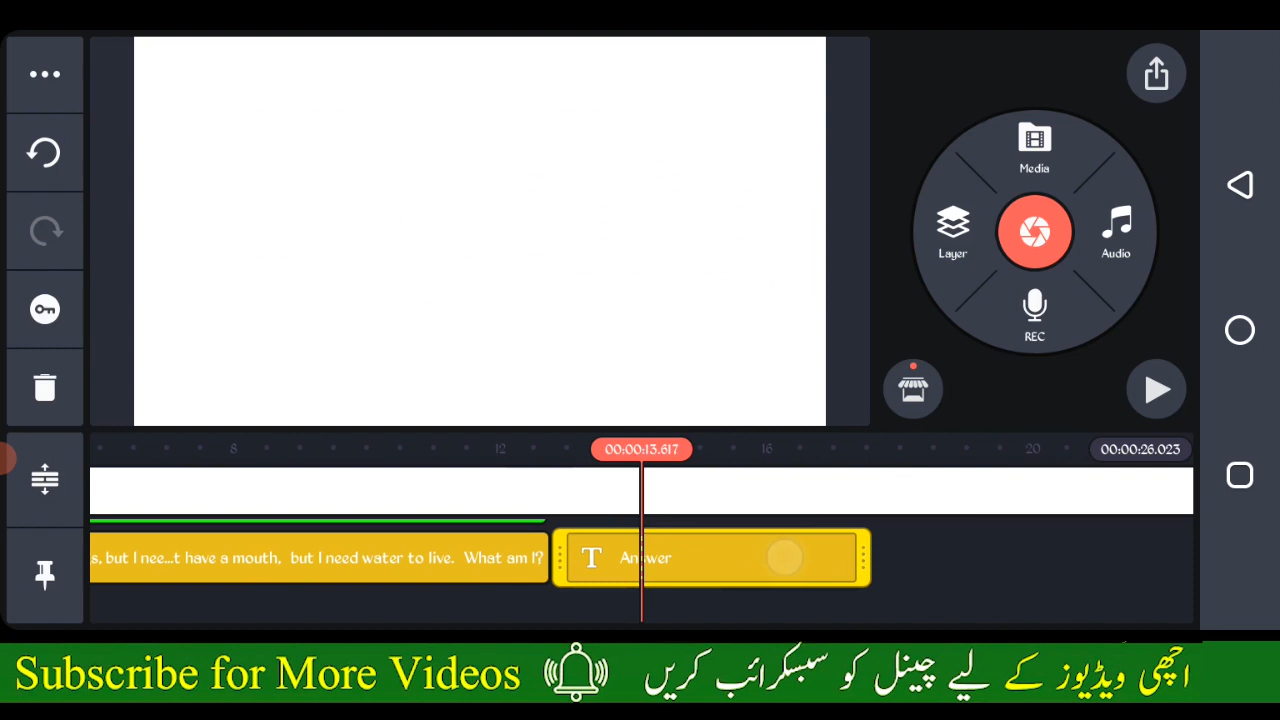 Media
Layer
Audio
REC
8
12
00:00:13.617
16
20
00:00:26.023
s, but I nee...t have a mouth, but I need water to live. What am I?
T Answer
Subscribe for More Videos
اچھی ویڈیوز کے لیے چینل کو سبسکرائب کریں